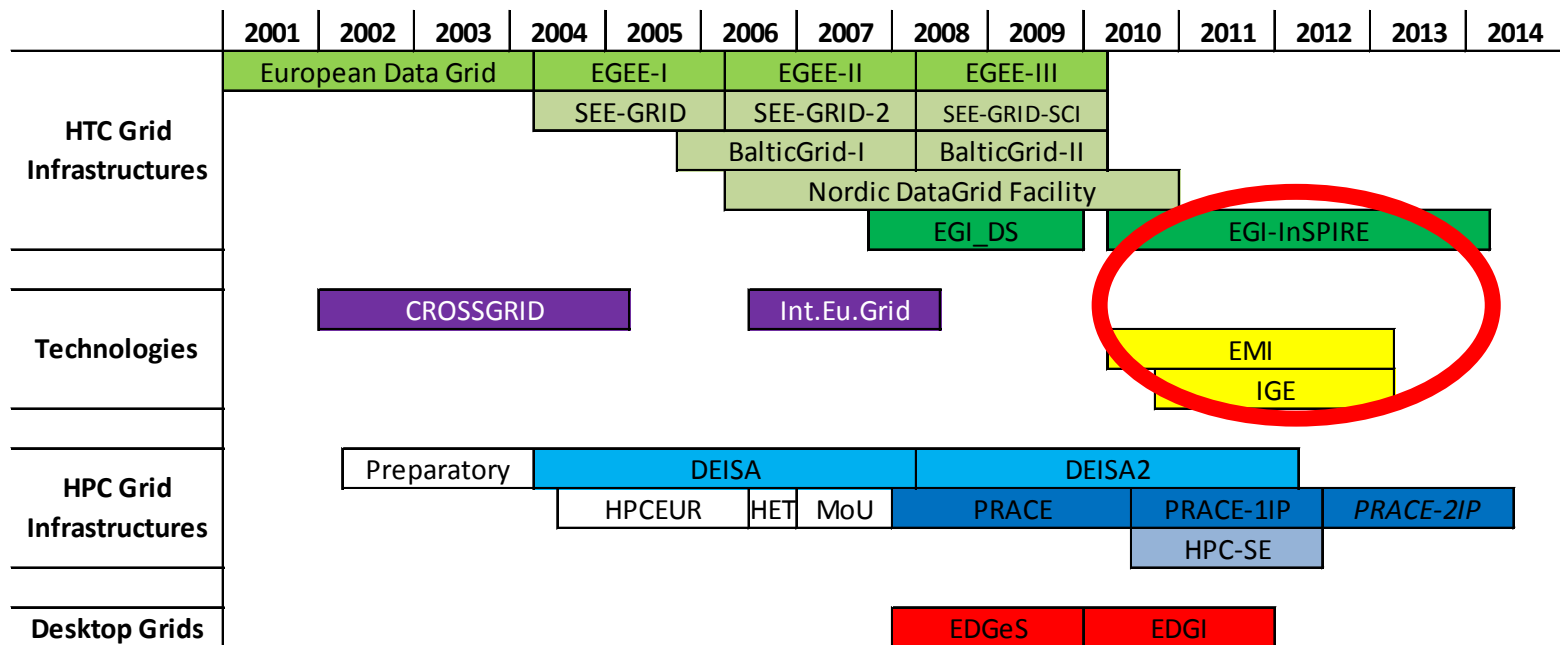 2001 2002 2003 2004 2005 2006 2007 2008 2009 2010 2011 2012 2013 2014
HTC Grid
Infrastructures
European Data Grid EGEE-I EGEE-II EGEE-III
SEE-GRID SEE-GRID-2 SEE-GRID-SCI
BalticGrid-I BalticGrid-II
Nordic DataGrid Facility
EGI_DS EGI-InSPIRE
Technologies
CROSSGRID Int.Eu.Grid
EMI
IGE
HPC Grid
Infrastructures
Preparatory DEISA DEISA2
HPCEUR HET MoU PRACE PRACE-1IP PRACE-2IP
HPC-SE
Desktop Grids EDGeS EDGI